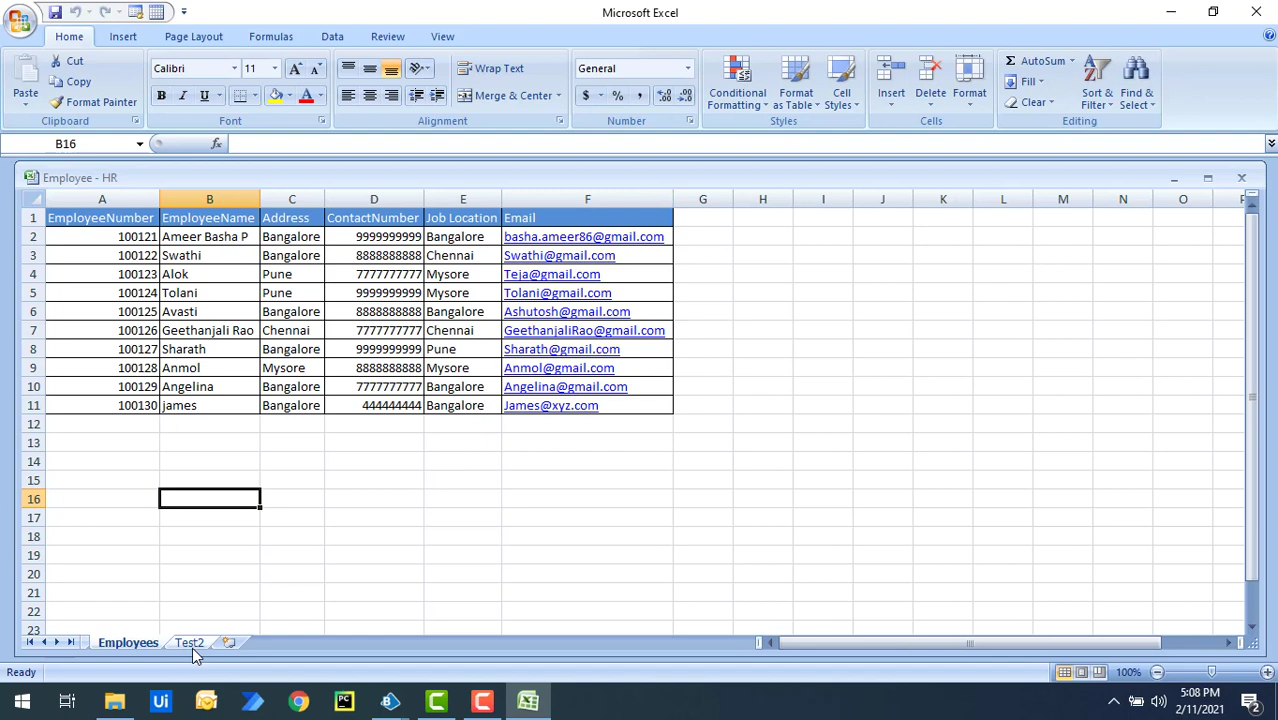 Microsoft Excel
Home Insert Page Layout Formulas Data Review View
Paste Cut Copy Format Painter Clipboard
Calibri 11 A A B I U A Font
Wrap Text Merge & Center Alignment
General $ % , Number
Conditional Formatting Format as Table Cell Styles Styles
Insert Delete Format Cells
Σ AutoSum Fill Clear Sort & Filter Find & Select Editing
B16 fx
Employee - HR
A B C D E F G H I J K L M N O P
1 EmployeeNumber EmployeeName Address ContactNumber Job Location Email
2 100121 Ameer Basha P Bangalore 9999999999 Bangalore basha.ameer86@gmail.com
3 100122 Swathi Bangalore 8888888888 Chennai Swathi@gmail.com
4 100123 Alok Pune 7777777777 Mysore Teja@gmail.com
5 100124 Tolani Pune 9999999999 Mysore Tolani@gmail.com
6 100125 Avasti Bangalore 8888888888 Bangalore Ashutosh@gmail.com
7 100126 Geethanjali Rao Chennai 7777777777 Chennai GeethanjaliRao@gmail.com
8 100127 Sharath Bangalore 9999999999 Pune Sharath@gmail.com
9 100128 Anmol Mysore 8888888888 Mysore Anmol@gmail.com
10 100129 Angelina Bangalore 7777777777 Bangalore Angelina@gmail.com
11 100130 james Bangalore 444444444 Bangalore James@xyz.com
12
13
14
15
16
17
18
19
20
21
22
23
Employees Test2
Ready 100%
Ui PC 5:08 PM
2/11/2021 2